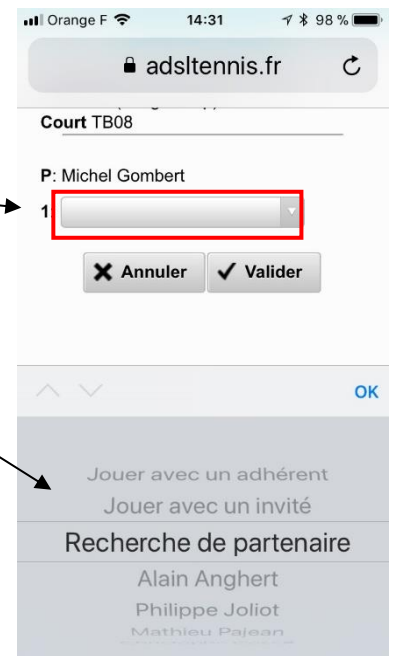 Orange F 14:31 98 %
adsltennis.fr
Court TB08
P: Michel Gombert
1:
Annuler Valider
OK
Jouer avec un adhérent
Jouer avec un invité
Recherche de partenaire
Alain Anghert
Philippe Joliot
Mathieu Pajean